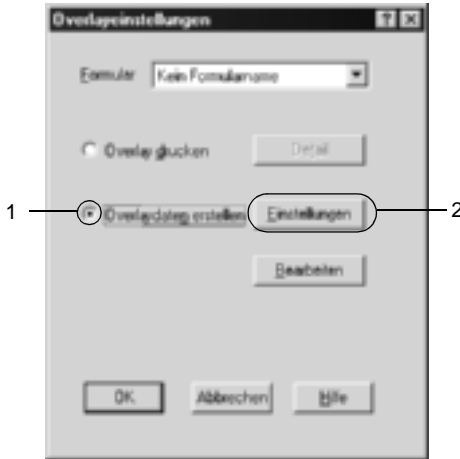 Overlayeinstellungen
Formular Kein Formularname
Overlay drucken Detail
1 Overlaydaten erstellen Einstellungen 2
Bearbeiten
OK Abbrechen Hilfe